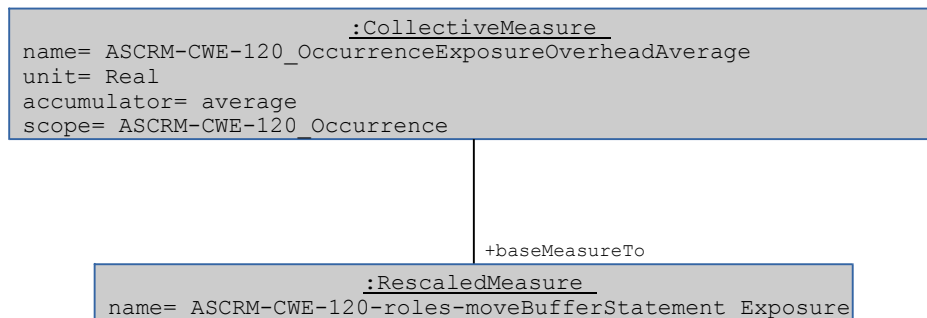 :CollectiveMeasure
name= ASCRM-CWE-120_OccurrenceExposureOverheadAverage
unit= Real
accumulator= average
scope= ASCRM-CWE-120_Occurrence
+baseMeasureTo
:RescaledMeasure
name= ASCRM-CWE-120-roles-moveBufferStatement Exposure